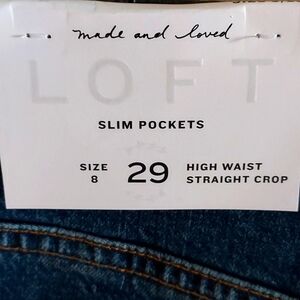 made and loved
LOFT
SLIM POCKETS
SIZE 8 29 HIGH WAIST STRAIGHT CROP